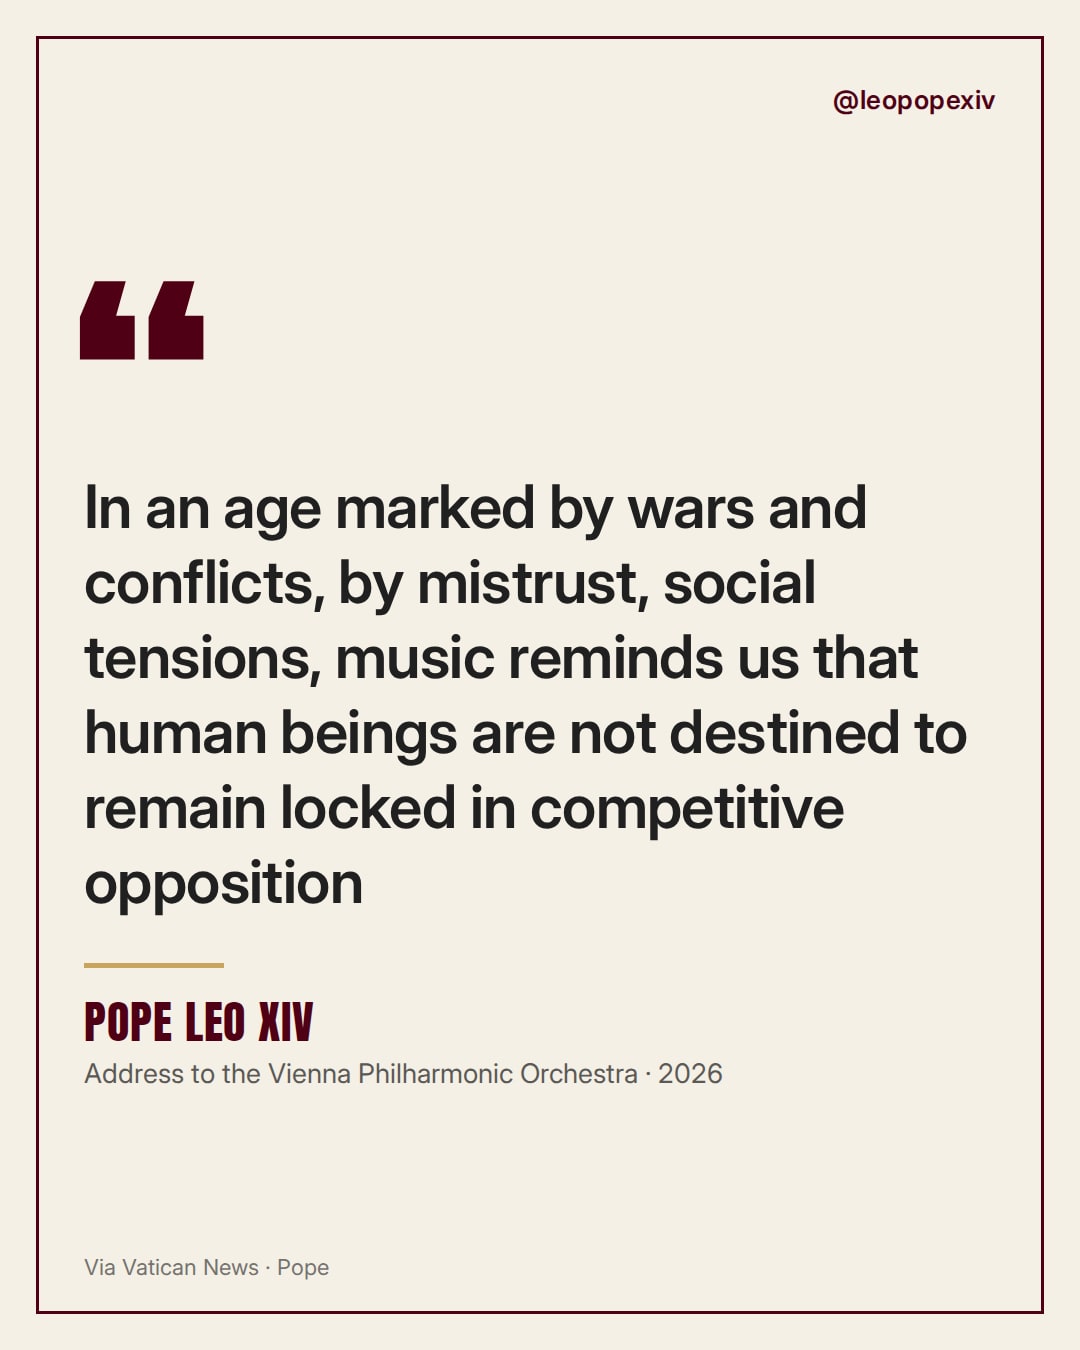 @leopopexiv
“
In an age marked by wars and
conflicts, by mistrust, social
tensions, music reminds us that
human beings are not destined to
remain locked in competitive
opposition
POPE LEO XIV
Address to the Vienna Philharmonic Orchestra · 2026
Via Vatican News · Pope